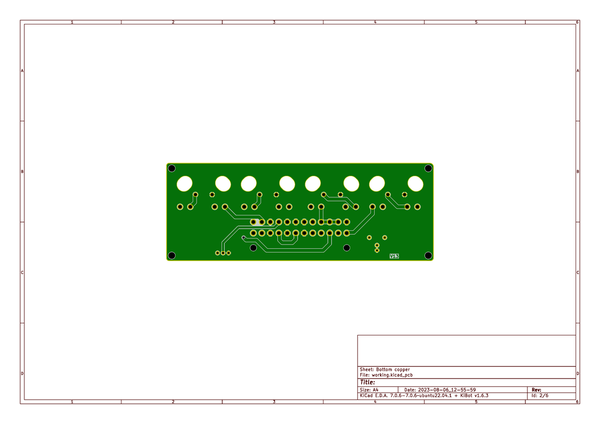 1 2 3 4 5 6
A A
B B
V1.3
C C
Sheet: Bottom copper
File: working.kicad_pcb
Title:
D D
Size: A4 Date: 2023-08-06_12-55-59 Rev:
KiCad E.D.A. 7.0.6-7.0.6~ubuntu22.04.1 + KiBot v1.6.3 Id: 2/6
1 2 3 4 5 6